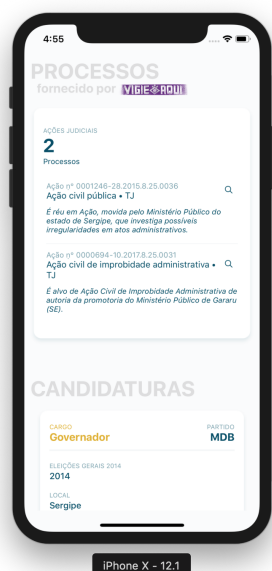 4:55
PROCESSOS
fornecido por VIGIE AQUI
AÇÕES JUDICIAIS
2
Processos
Ação nº 0001246-28.2015.8.25.0036
Ação civil pública • TJ
É réu em Ação, movida pelo Ministério Público do
estado de Sergipe, que investiga possíveis
irregularidades em atos administrativos.
Ação nº 0000694-10.2017.8.25.0031
Ação civil de improbidade administrativa •
TJ
É alvo de Ação Civil de Improbidade Administrativa de
autoria da promotoria do Ministério Público de Gararu
(SE).
CANDIDATURAS
CARGO PARTIDO
Governador MDB
ELEIÇÕES GERAIS 2014
2014
LOCAL
Sergipe
iPhone X - 12.1